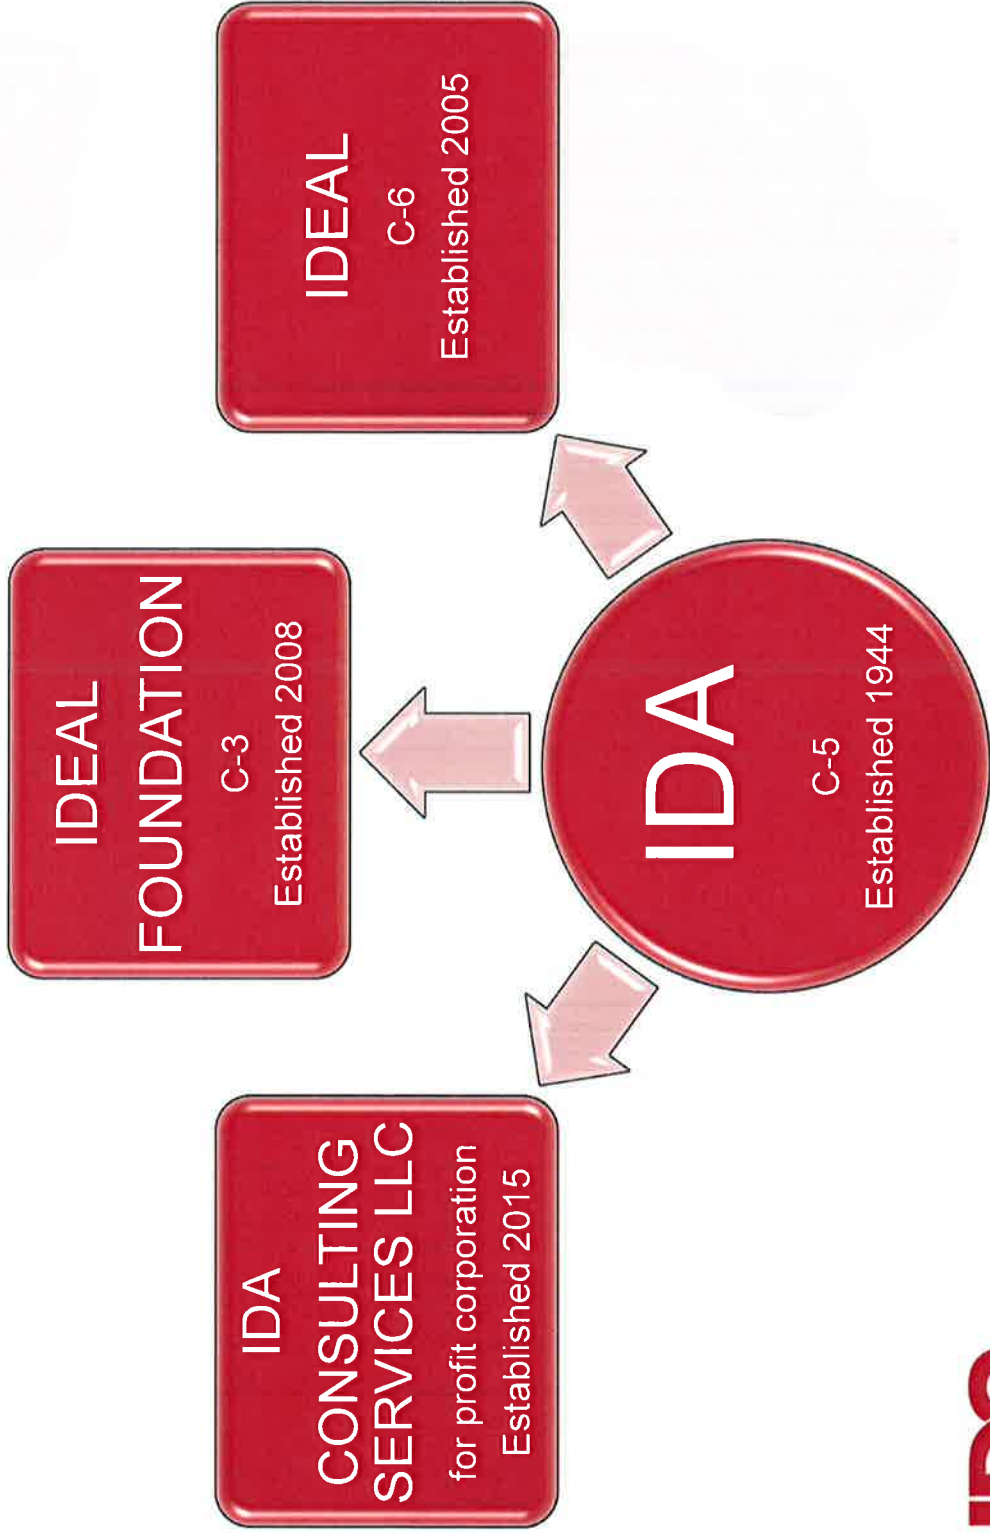 IDEAL
FOUNDATION
C-3
Established 2008
IDA
CONSULTING
SERVICES LLC
for profit corporation
Established 2015
IDEAL
C-6
Established 2005
IDA
C-5
Established 1944